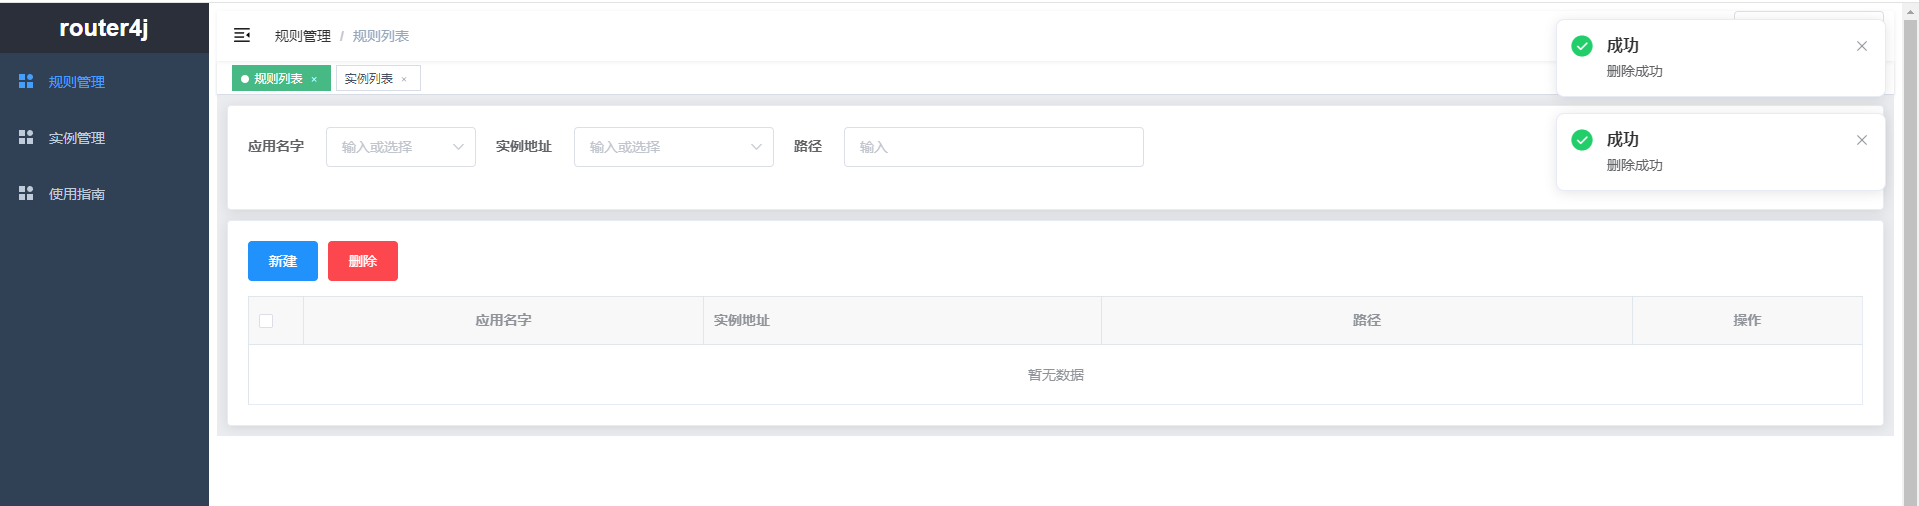 router4j
规则管理
实例管理
使用指南
规则管理 / 规则列表
规则列表 ×
实例列表 ×
应用名字 输入或选择 实例地址 输入或选择 路径 输入
成功
删除成功
成功
删除成功
新建 删除
应用名字 实例地址 路径 操作
暂无数据